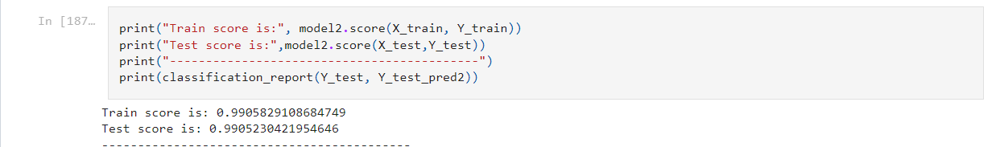 In [187...
print("Train score is:", model2.score(X_train, Y_train))
print("Test score is:",model2.score(X_test,Y_test))
print("-------------------------------------------")
print(classification_report(Y_test, Y_test_pred2))
Train score is: 0.9905829108684749
Test score is: 0.9905230421954646
-------------------------------------------